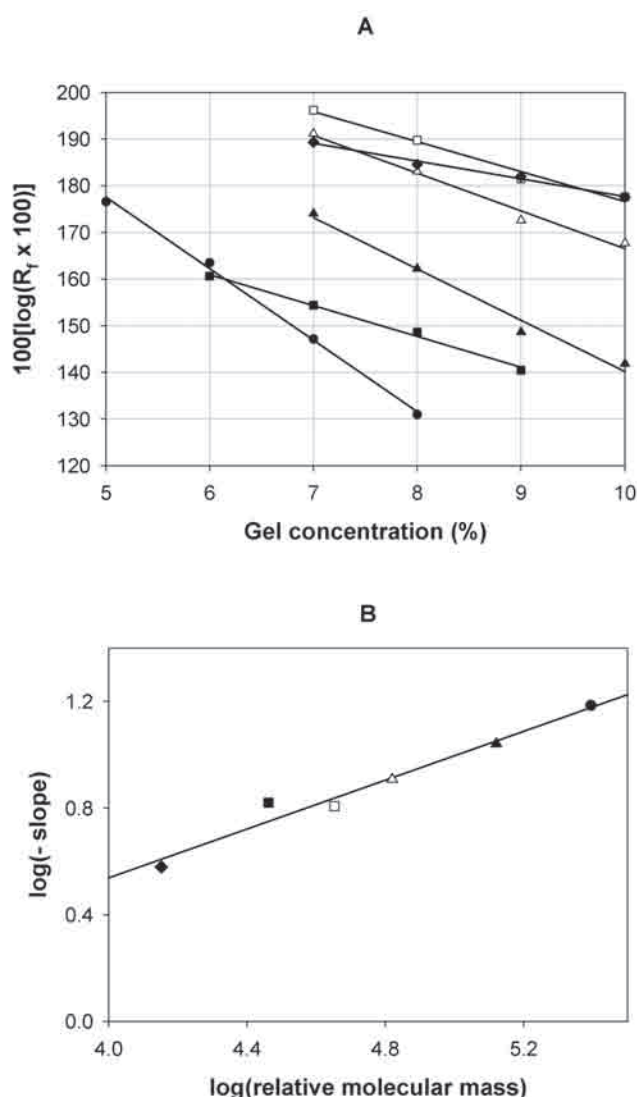 A
200
190
180
170
160
150
140
130
120
100[log(Rf x 100)]
5 6 7 8 9 10
Gel concentration (%)
B
1.2
0.8
0.4
0.0
log(- slope)
4.0 4.4 4.8 5.2
log(relative molecular mass)